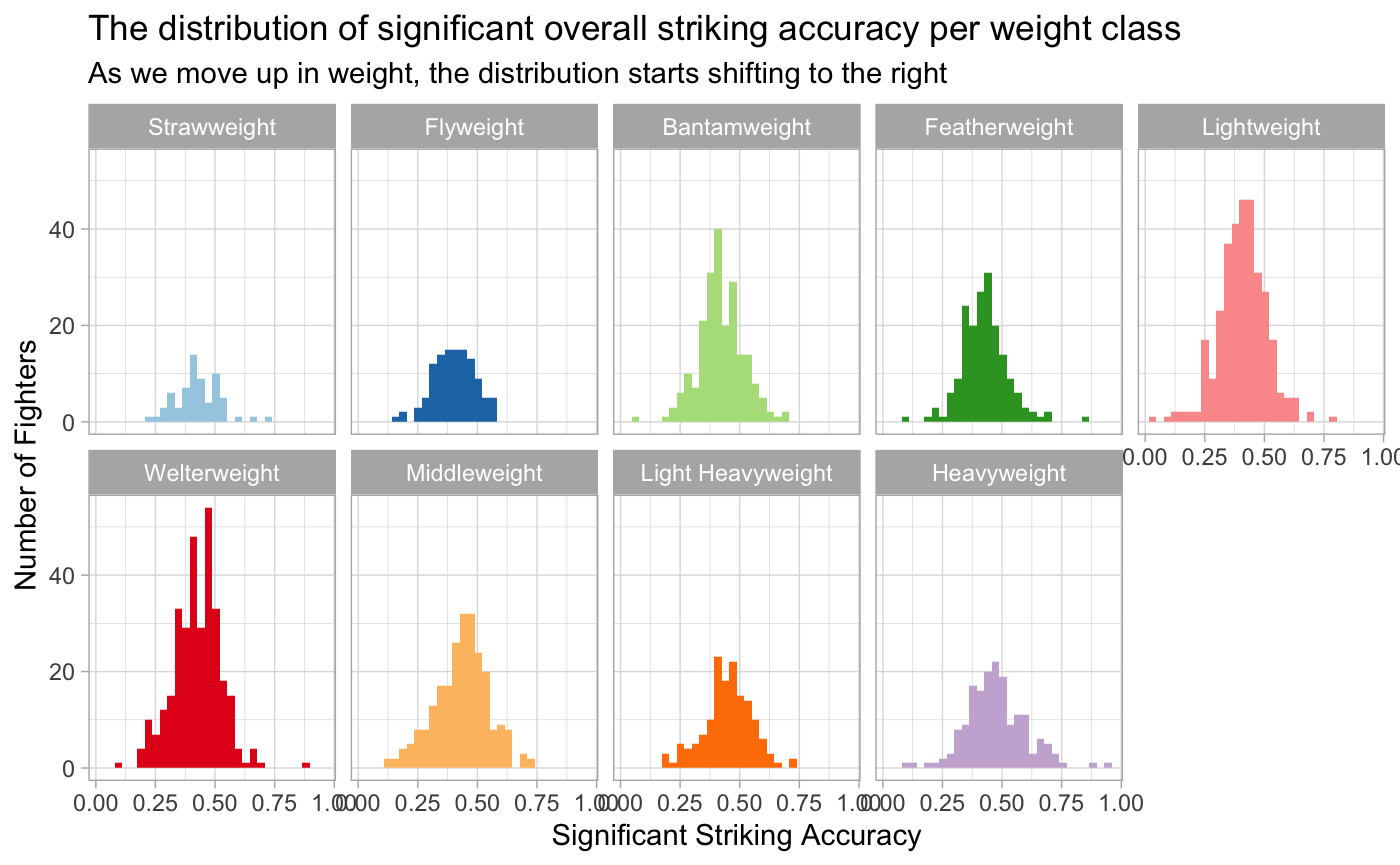 The distribution of significant overall striking accuracy per weight class
As we move up in weight, the distribution starts shifting to the right
Strawweight Flyweight Bantamweight Featherweight Lightweight
40
20
0
0.00 0.25 0.50 0.75 1.00
Number of Fighters
Welterweight Middleweight Light Heavyweight Heavyweight
40
20
0
0.00 0.25 0.50 0.75 1.00 0.00 0.25 0.50 0.75 1.00 0.00 0.25 0.50 0.75 1.00 0.00 0.25 0.50 0.75 1.00
Significant Striking Accuracy